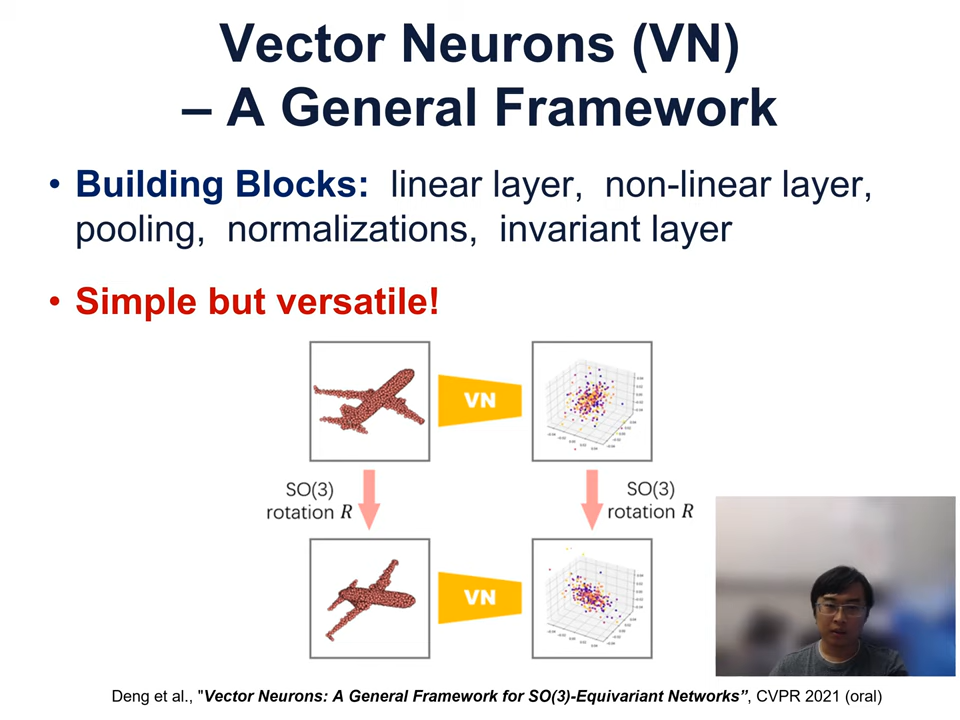 Vector Neurons (VN)
– A General Framework
• Building Blocks: linear layer, non-linear layer,
pooling, normalizations, invariant layer
• Simple but versatile!
VN
SO(3)
rotation R
SO(3)
rotation R
VN
Deng et al., "Vector Neurons: A General Framework for SO(3)-Equivariant Networks”, CVPR 2021 (oral)